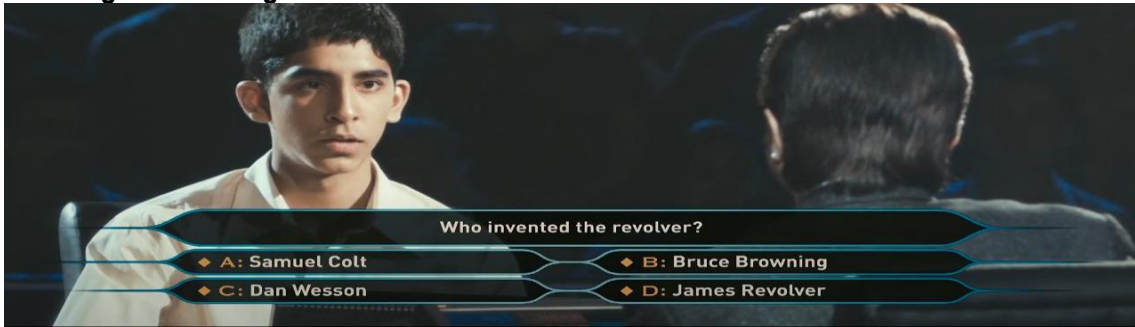 Who invented the revolver?
A: Samuel Colt
B: Bruce Browning
C: Dan Wesson
D: James Revolver